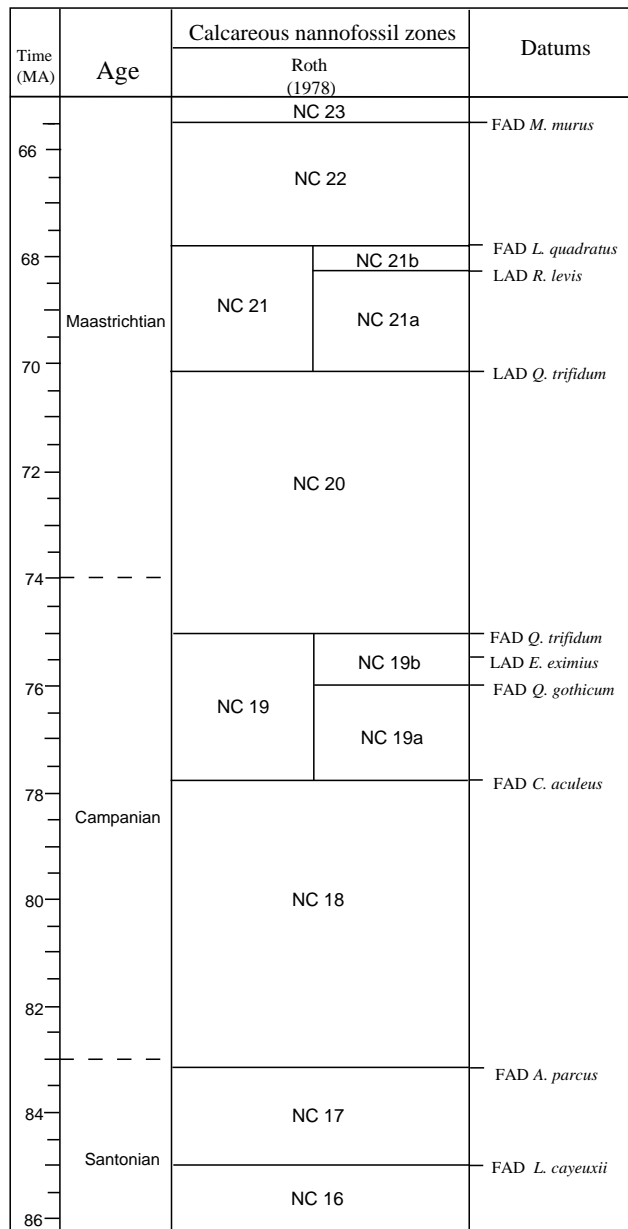 Time
(MA)
Age
Calcareous nannofossil zones
Roth
(1978)
Datums
NC 23
FAD M. murus
66
NC 22
FAD L. quadratus
68
NC 21b
LAD R. levis
NC 21
NC 21a
Maastrichtian
70
LAD Q. trifidum
72
NC 20
74
FAD Q. trifidum
NC 19b
LAD E. eximius
76
FAD Q. gothicum
NC 19
NC 19a
78
FAD C. aculeus
Campanian
80
NC 18
82
FAD A. parcus
84
NC 17
Santonian
FAD L. cayeuxii
NC 16
86